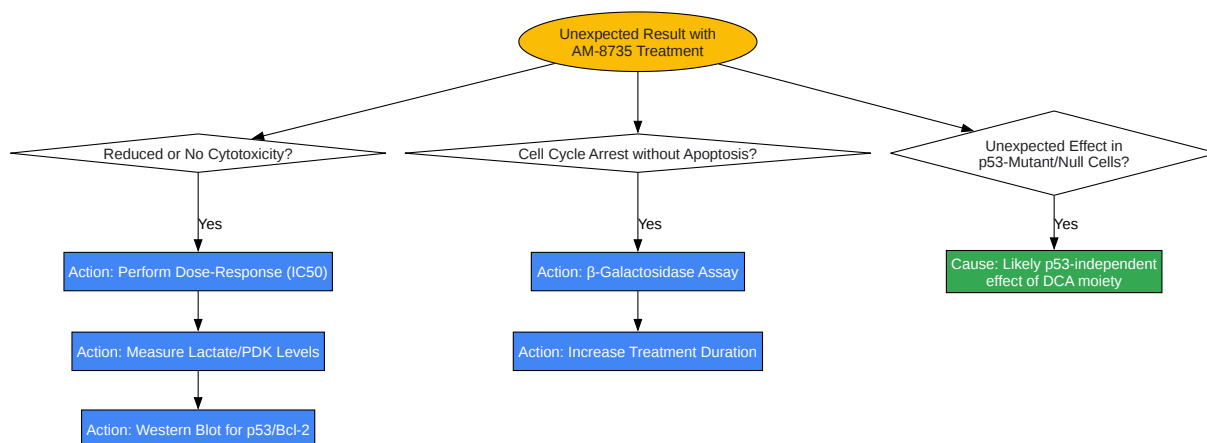 Unexpected Result with
AM-8735 Treatment
Reduced or No Cytotoxicity?
Cell Cycle Arrest without Apoptosis?
Unexpected Effect in
p53-Mutant/Null Cells?
Yes
Yes
Yes
Action: Perform Dose-Response (IC50)
Action: β-Galactosidase Assay
Cause: Likely p53-independent
effect of DCA moiety
Action: Measure Lactate/PDK Levels
Action: Increase Treatment Duration
Action: Western Blot for p53/Bcl-2